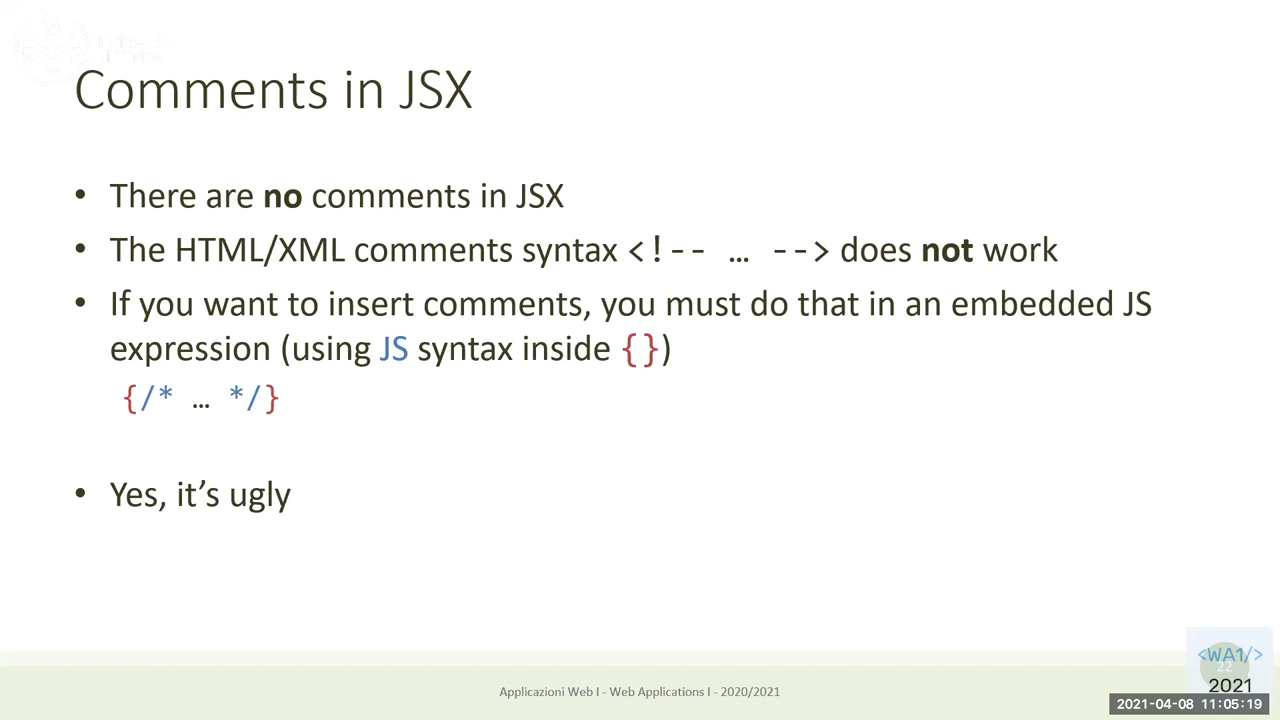 Comments in JSX
• There are no comments in JSX
• The HTML/XML comments syntax <!-- … --> does not work
• If you want to insert comments, you must do that in an embedded JS
expression (using JS syntax inside {})
{/* … */}
• Yes, it’s ugly
<WA1/>
22
2021
Applicazioni Web I - Web Applications I - 2020/2021
2021-04-08 11:05:19